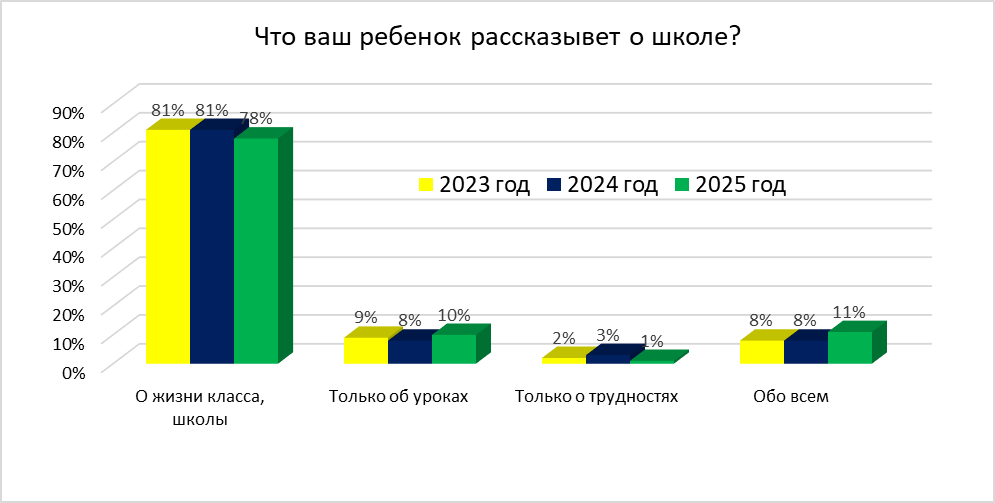 Что ваш ребенок рассказывет о школе?
90%
80%
70%
60%
50%
40%
30%
20%
10%
0%
81% 81% 78%
9% 8% 10%
2% 3% 1%
8% 8% 11%
2023 год 2024 год 2025 год
О жизни класса,
школы
Только об уроках
Только о трудностях
Обо всем